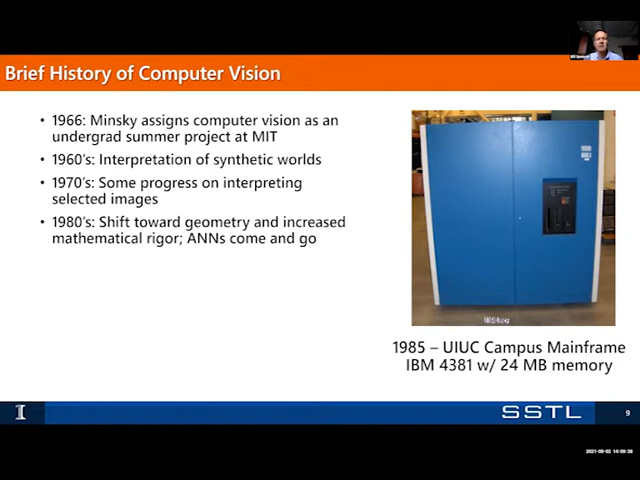 Brief History of Computer Vision
• 1966: Minsky assigns computer vision as an
undergrad summer project at MIT
• 1960's: Interpretation of synthetic worlds
• 1970's: Some progress on interpreting
selected images
• 1980's: Shift toward geometry and increased
mathematical rigor; ANNs come and go
1985 – UIUC Campus Mainframe
IBM 4381 w/ 24 MB memory
I
SSTL
9